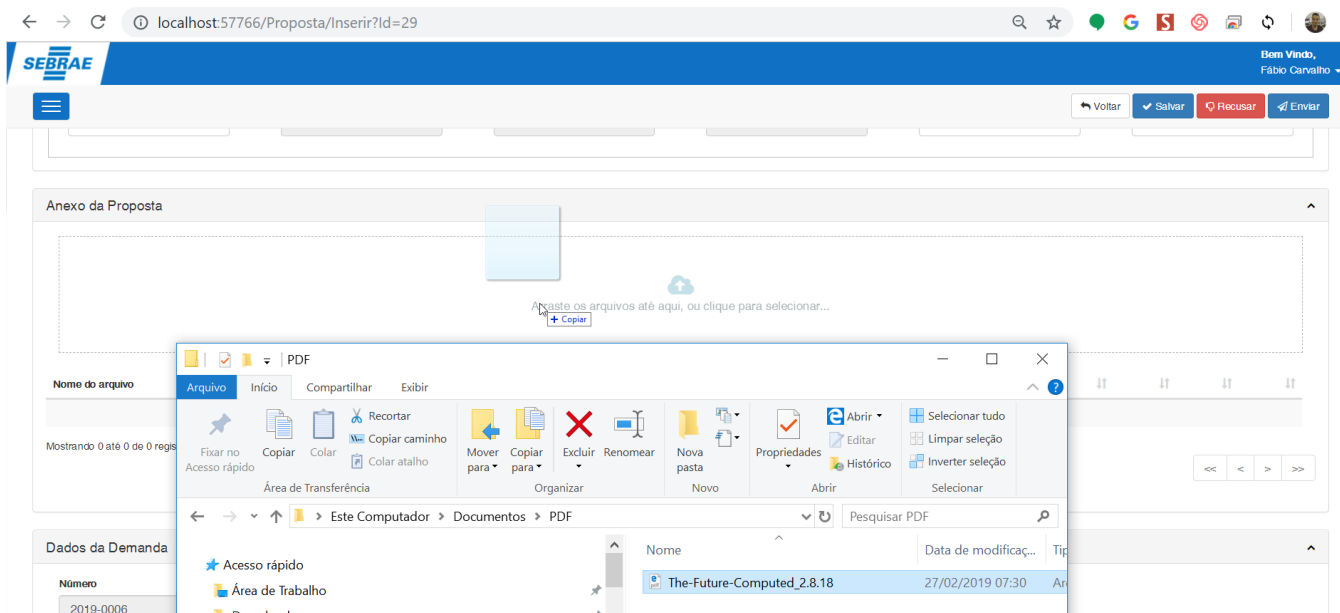 localhost:57766/Proposta/Inserir?Id=29
SEBRAE
Bem Vindo,
Fábio Carvalho
Voltar Salvar Recusar Enviar
Anexo da Proposta
Arraste os arquivos até aqui, ou clique para selecionar...
+ Copiar
PDF
Nome do arquivo
Arquivo Início Compartilhar Exibir
Recortar
Copiar caminho
Colar atalho
Fixar no
Acesso rápido
Copiar Colar
Mover
para
Copiar
para
Excluir Renomear
Nova
pasta
Propriedades
Abrir
Editar
Histórico
Selecionar tudo
Limpar seleção
Inverter seleção
Mostrando 0 até 0 de 0 regis
Área de Transferência Organizar Novo Abrir Selecionar
<< < > >>
Este Computador > Documentos > PDF
Pesquisar PDF
Dados da Demanda
Acesso rápido
Nome Data de modificaç... Tip
Número
Área de Trabalho
The-Future-Computed_2.8.18 27/02/2019 07:30 Ar
2019-0006